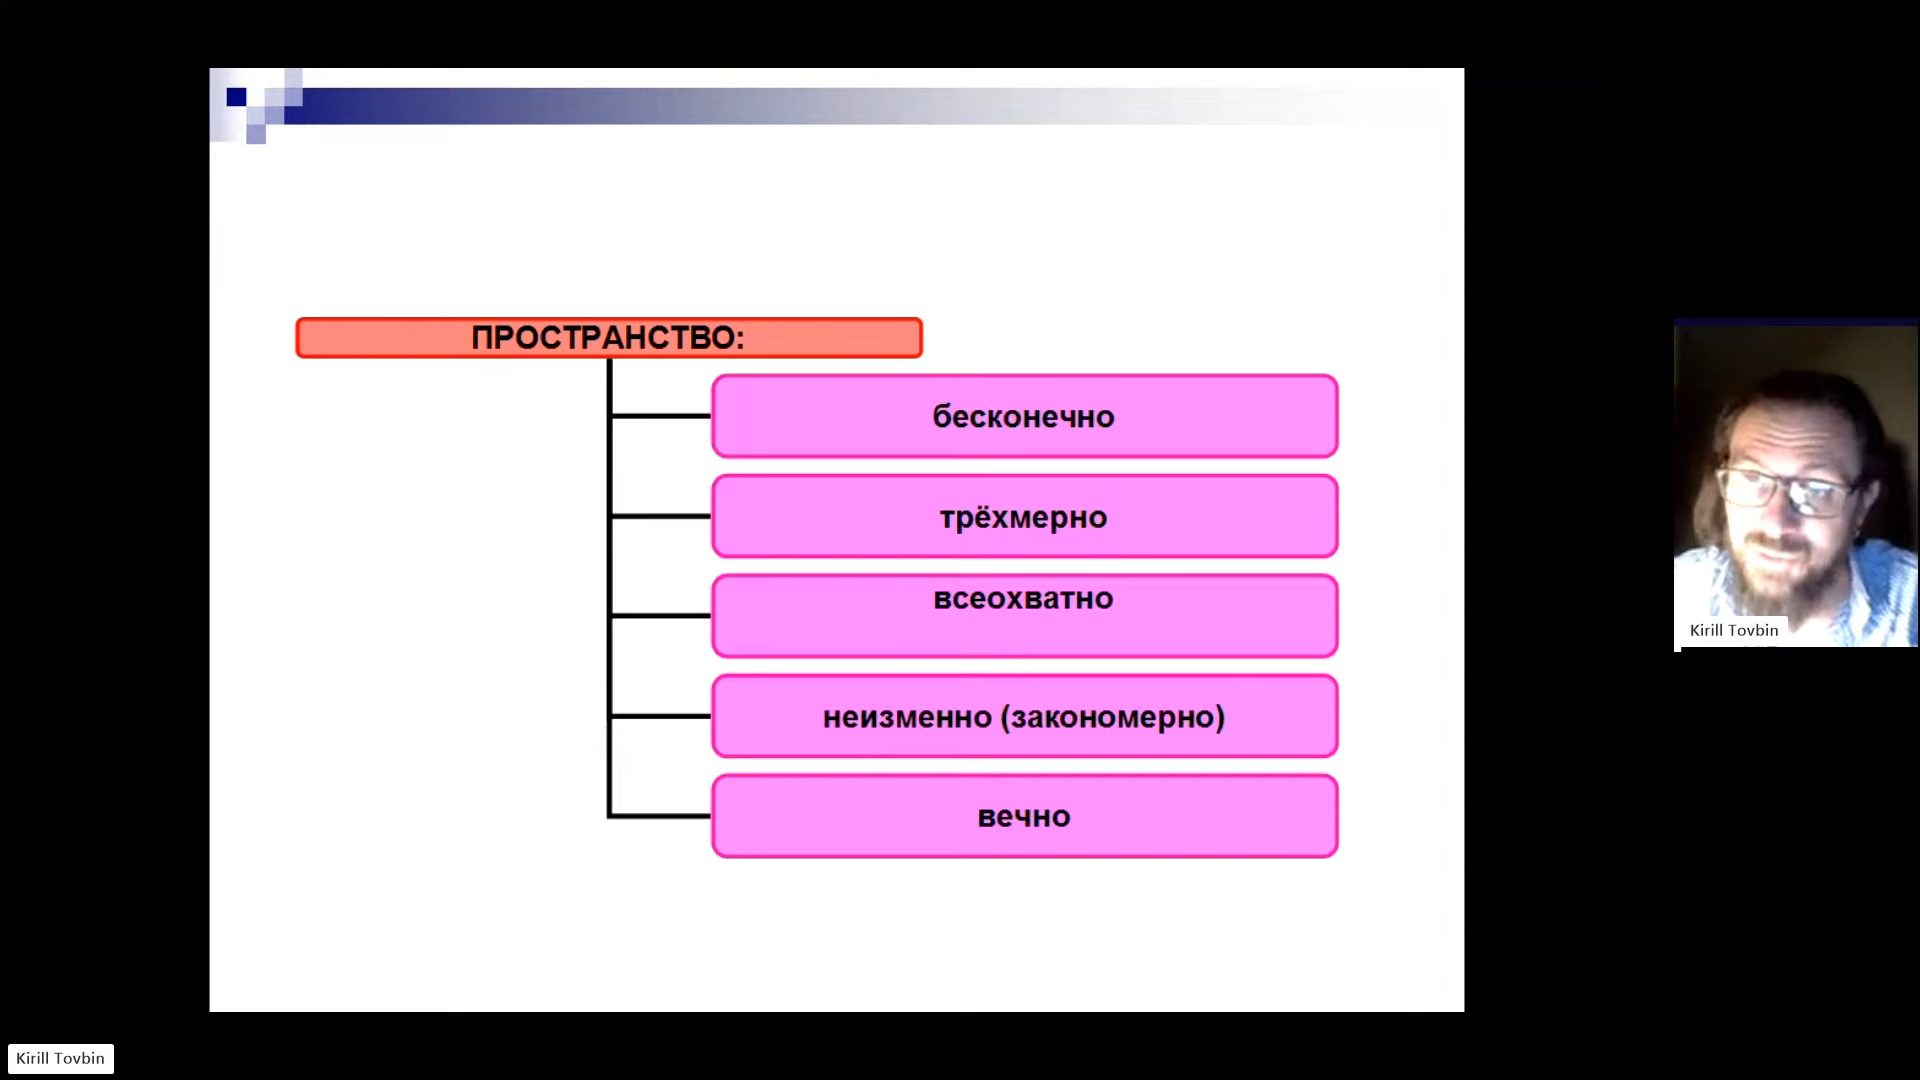 ПРОСТРАНСТВО:
бесконечно
трёхмерно
всеохватно
неизменно (закономерно)
вечно
Kirill Tovbin
Kirill Tovbin